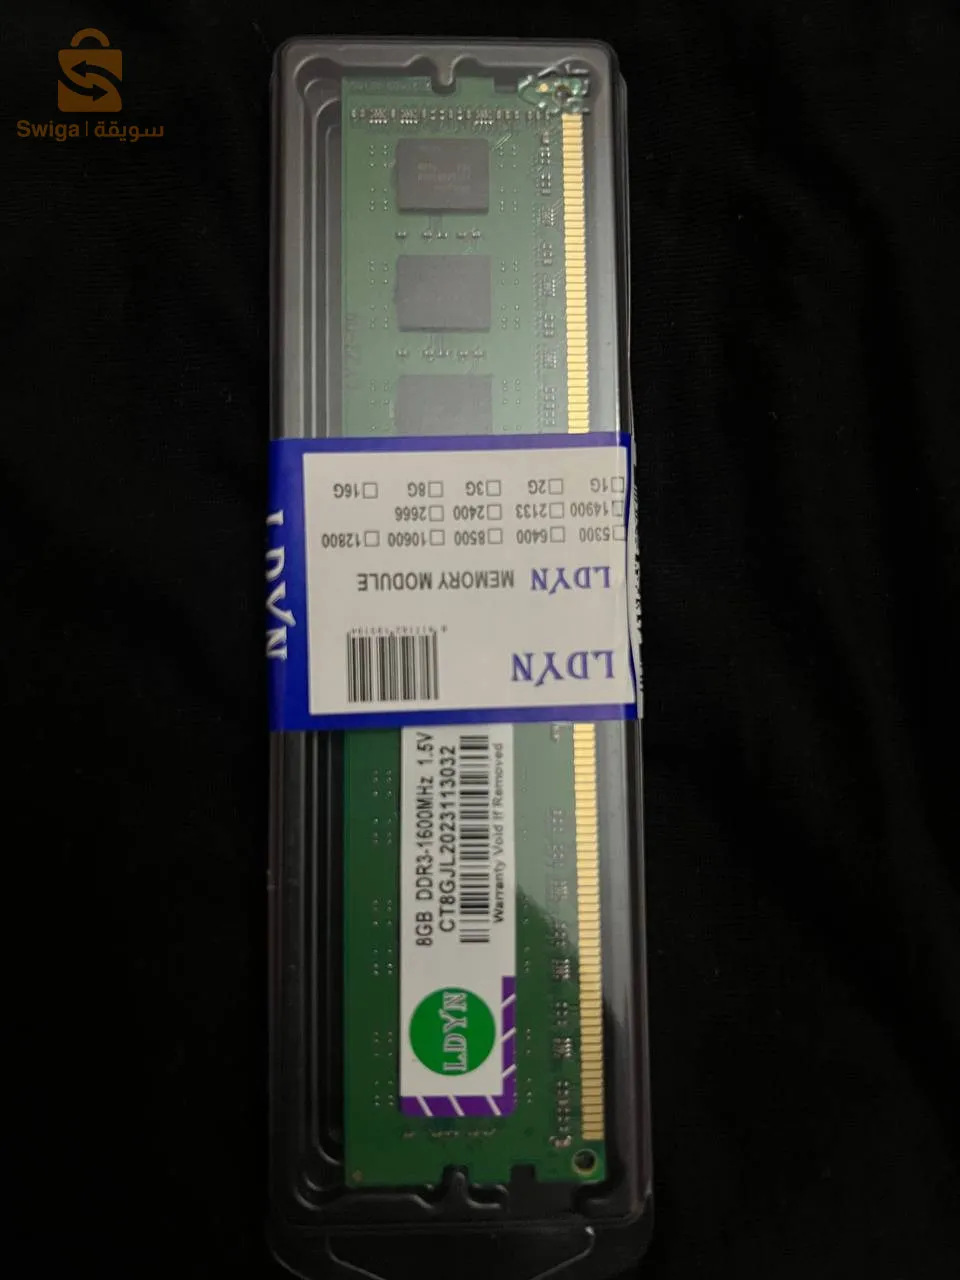 Swiga | سويقة
1G 2G 3G 8G 16G
14900 2133 2400 2666
5300 6400 8500 10600 12800
LDYN MEMORY MODULE
LDYN
LDYN
8GB DDR3-1600MHz 1.5V
CT8GJL2023113032
Warranty Void If Removed
LDYN